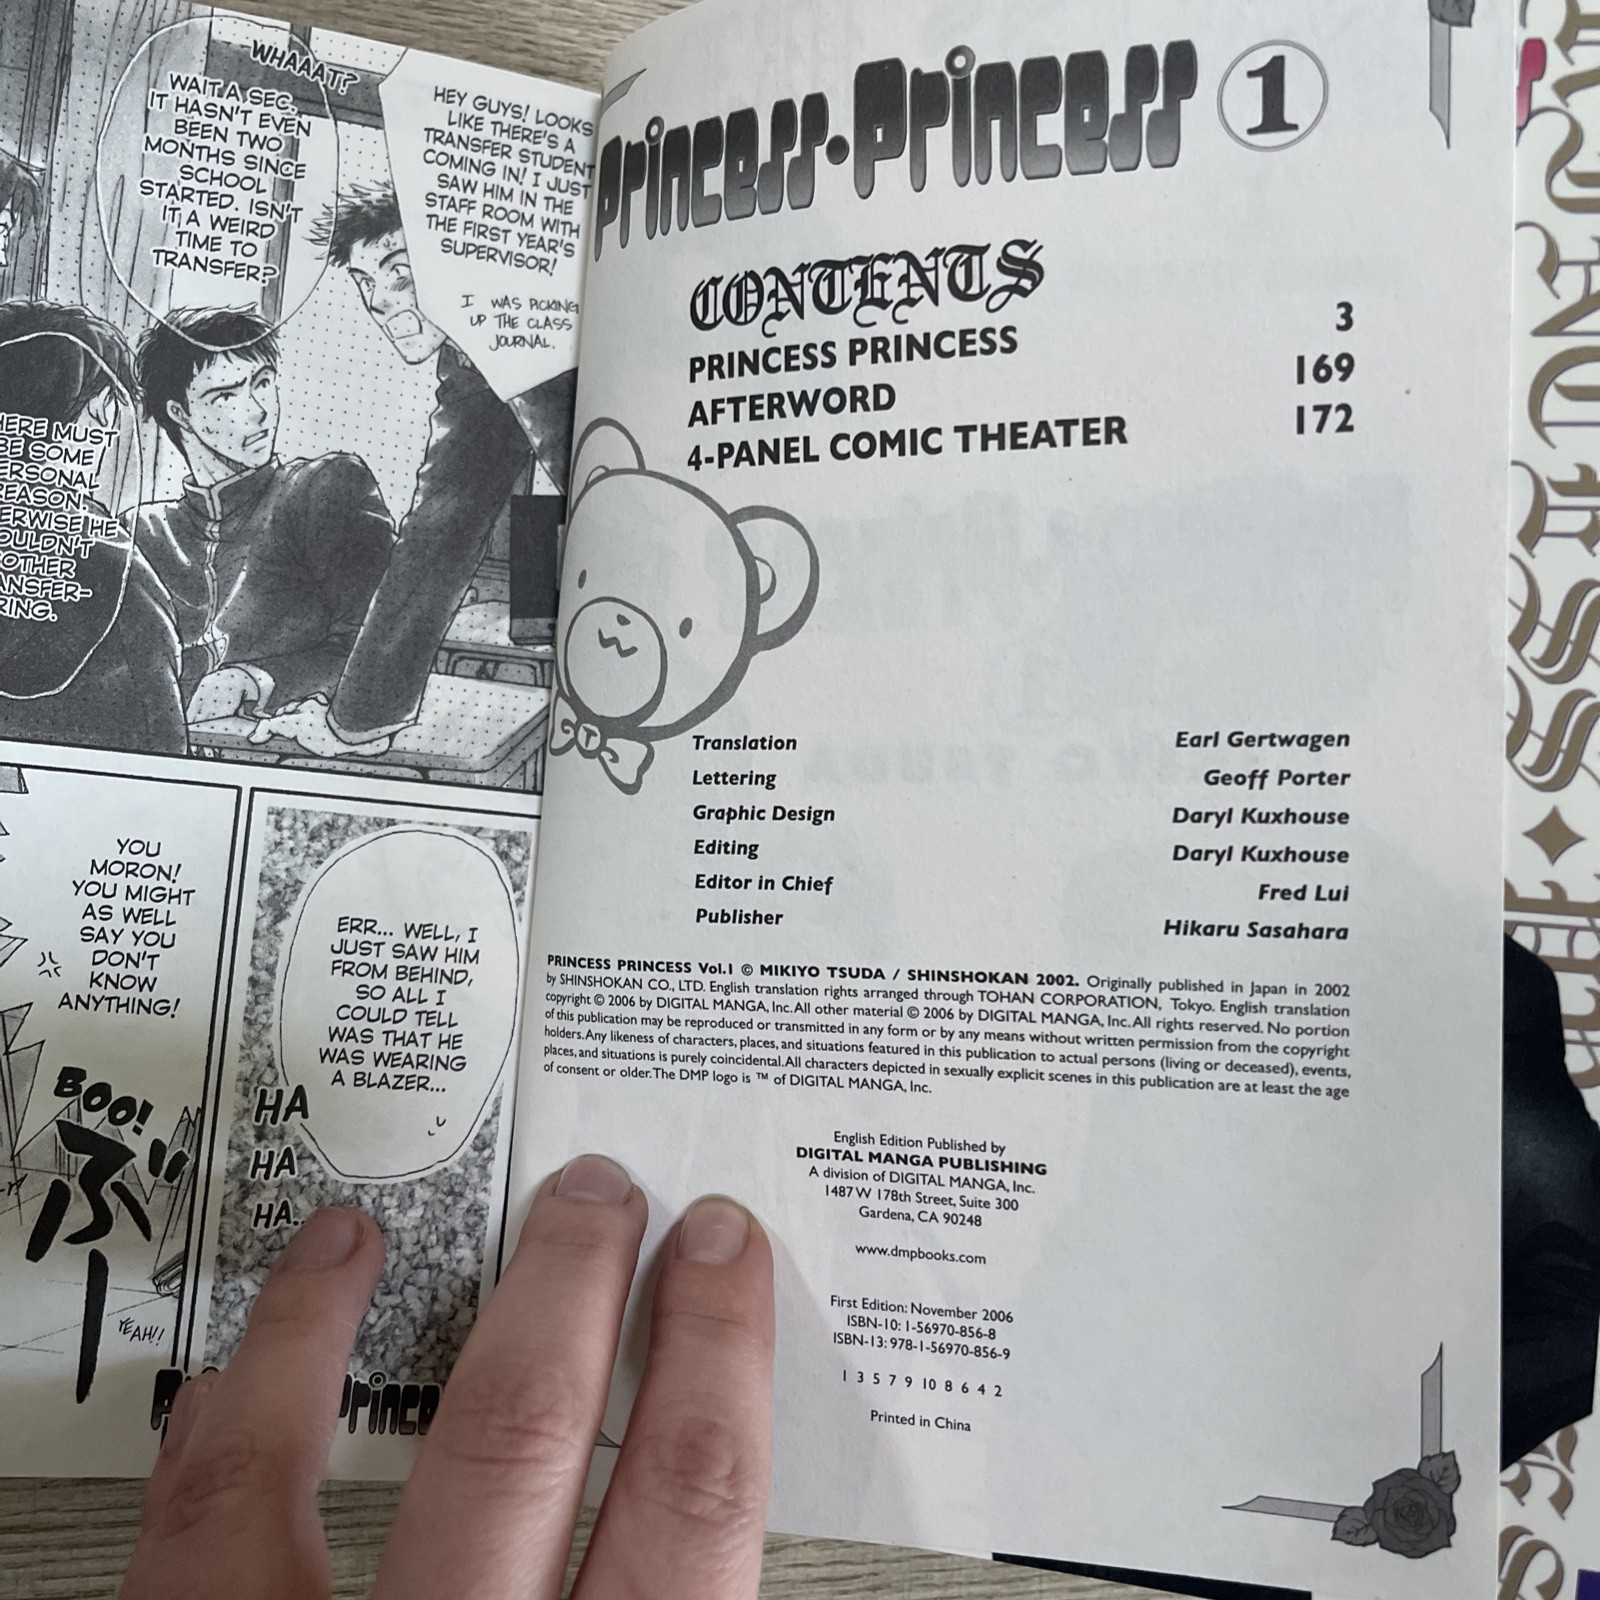 WHAAAT?
WAIT A SEC.
IT HASN'T EVEN
BEEN TWO
MONTHS SINCE
SCHOOL
STARTED. ISN'T
IT A WEIRD
TIME TO
TRANSFER?
HEY GUYS! LOOKS
LIKE THERE'S A
TRANSFER STUDENT
COMING IN! I JUST
SAW HIM IN THE
STAFF ROOM WITH
THE FIRST YEAR'S
SUPERVISOR!
I WAS PICKING
UP THE CLASS
JOURNAL.
MUST
BE SOME
REASON.
HE
YOU
MORON!
YOU MIGHT
AS WELL
SAY YOU
DON'T
KNOW
ANYTHING!
BOO!
ぶー
YEAH!!
ERR... WELL, I
JUST SAW HIM
FROM BEHIND,
SO ALL I
COULD TELL
WAS THAT HE
WAS WEARING
A BLAZER...
HA
HA
HA..
Princess·Princess 1
CONTENTS
PRINCESS PRINCESS 3
AFTERWORD 169
4-PANEL COMIC THEATER 172
T
Translation Earl Gertwagen
Lettering Geoff Porter
Graphic Design Daryl Kuxhouse
Editing Daryl Kuxhouse
Editor in Chief Fred Lui
Publisher Hikaru Sasahara
PRINCESS PRINCESS Vol.1 © MIKIYO TSUDA / SHINSHOKAN 2002. Originally published in Japan in 2002
by SHINSHOKAN CO., LTD. English translation rights arranged through TOHAN CORPORATION, Tokyo. English translation
copyright © 2006 by DIGITAL MANGA, Inc. All other material © 2006 by DIGITAL MANGA, Inc. All rights reserved. No portion
of this publication may be reproduced or transmitted in any form or by any means without written permission from the copyright
holders. Any likeness of characters, places, and situations featured in this publication to actual persons (living or deceased), events,
places, and situations is purely coincidental. All characters depicted in sexually explicit scenes in this publication are at least the age
of consent or older. The DMP logo is ™ of DIGITAL MANGA, Inc.
English Edition Published by
DIGITAL MANGA PUBLISHING
A division of DIGITAL MANGA, Inc.
1487 W 178th Street, Suite 300
Gardena, CA 90248
www.dmpbooks.com
First Edition: November 2006
ISBN-10: 1-56970-856-8
ISBN-13: 978-1-56970-856-9
1 3 5 7 9 10 8 6 4 2
Printed in China